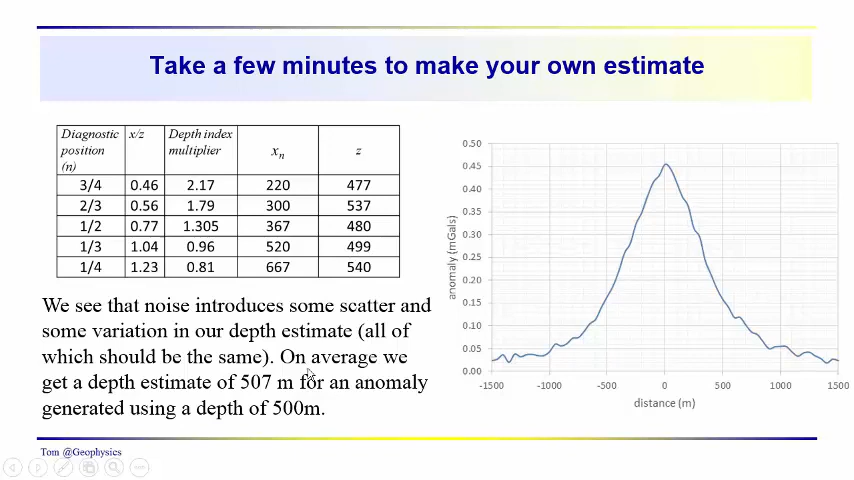 Take a few minutes to make your own estimate
Diagnostic position (n) x/z Depth index multiplier xn z
3/4 0.46 2.17 220 477
2/3 0.56 1.79 300 537
1/2 0.77 1.305 367 480
1/3 1.04 0.96 520 499
1/4 1.23 0.81 667 540
We see that noise introduces some scatter and
some variation in our depth estimate (all of
which should be the same). On average we
get a depth estimate of 507 m for an anomaly
generated using a depth of 500m.
anomaly (mGals)
0.50
0.45
0.40
0.35
0.30
0.25
0.20
0.15
0.10
0.05
0.00
-1500 -1000 -500 0 500 1000 1500
distance (m)
Tom @Geophysics